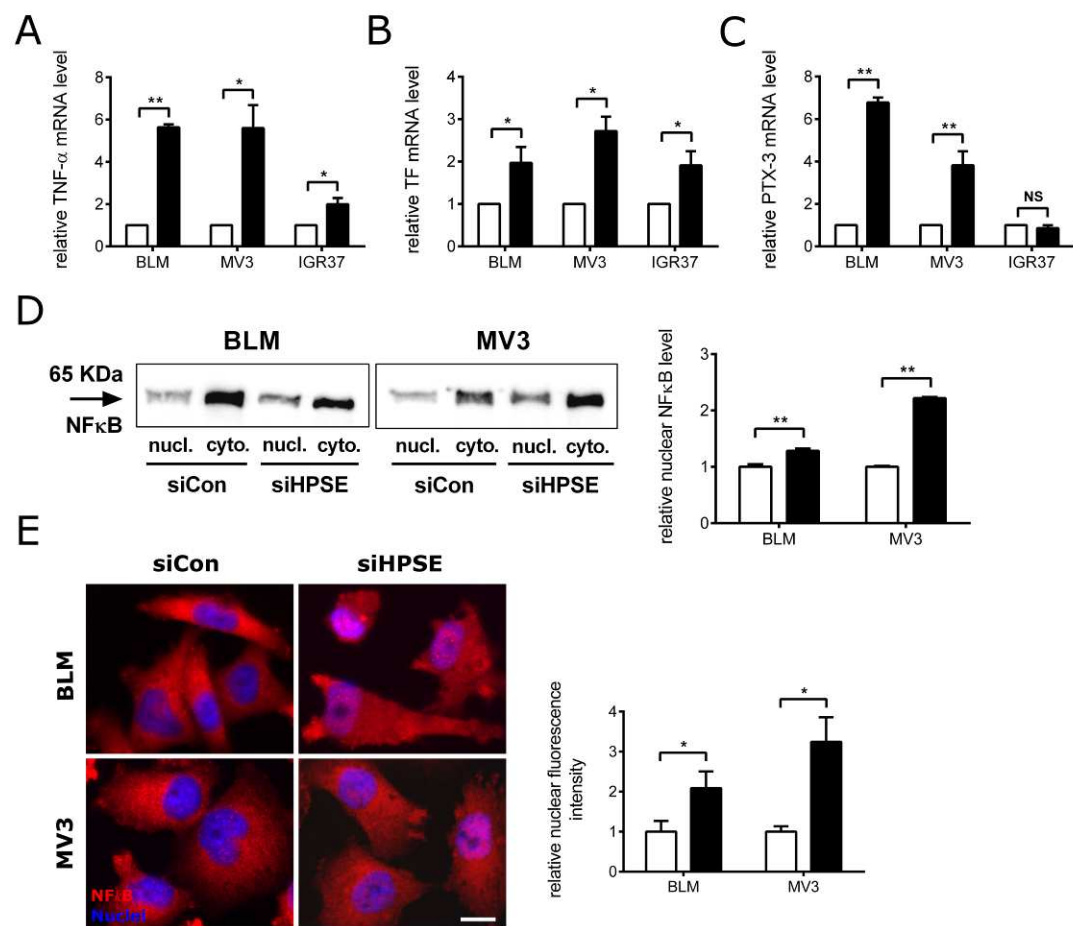 A
relative TNF-α mRNA level
8
6
4
2
0
**
*
*
BLM MV3 IGR37
B
relative TF mRNA level
4
3
2
1
0
*
*
*
BLM MV3 IGR37
C
relative PTX-3 mRNA level
8
6
4
2
0
**
**
NS
BLM MV3 IGR37
D
BLM MV3
65 KDa
NFκB
nucl. cyto. nucl. cyto. nucl. cyto. nucl. cyto.
siCon siHPSE siCon siHPSE
relative nuclear NFκB level
3
2
1
0
**
**
BLM MV3
E
siCon siHPSE
BLM
MV3
NFκB
Nuclei
relative nuclear fluorescence
intensity
4
3
2
1
0
*
*
BLM MV3